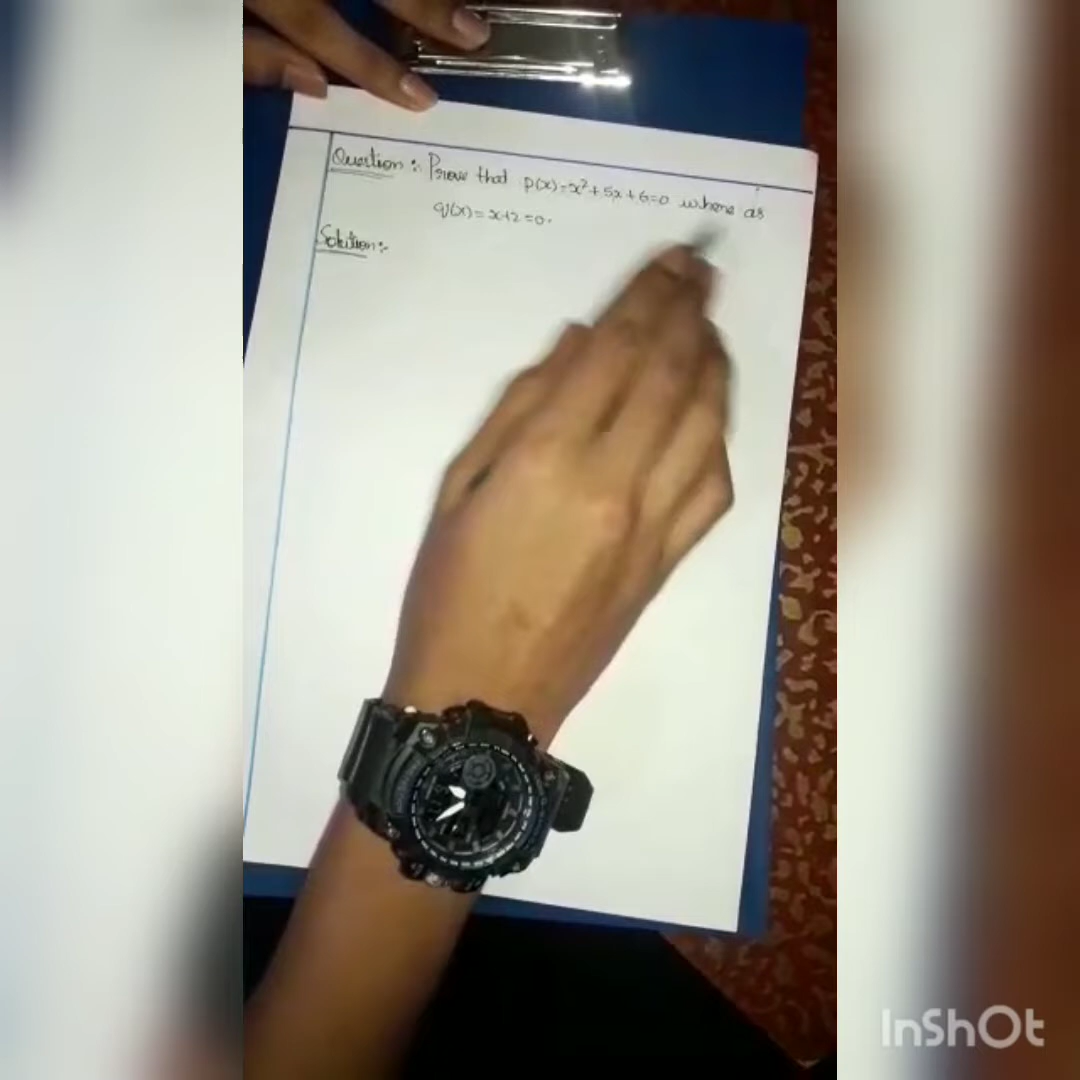 Question :- Prove that p(x)=x²+5x+6=0 where as
q(x)=x+2=0.
Solution:-
InShOt